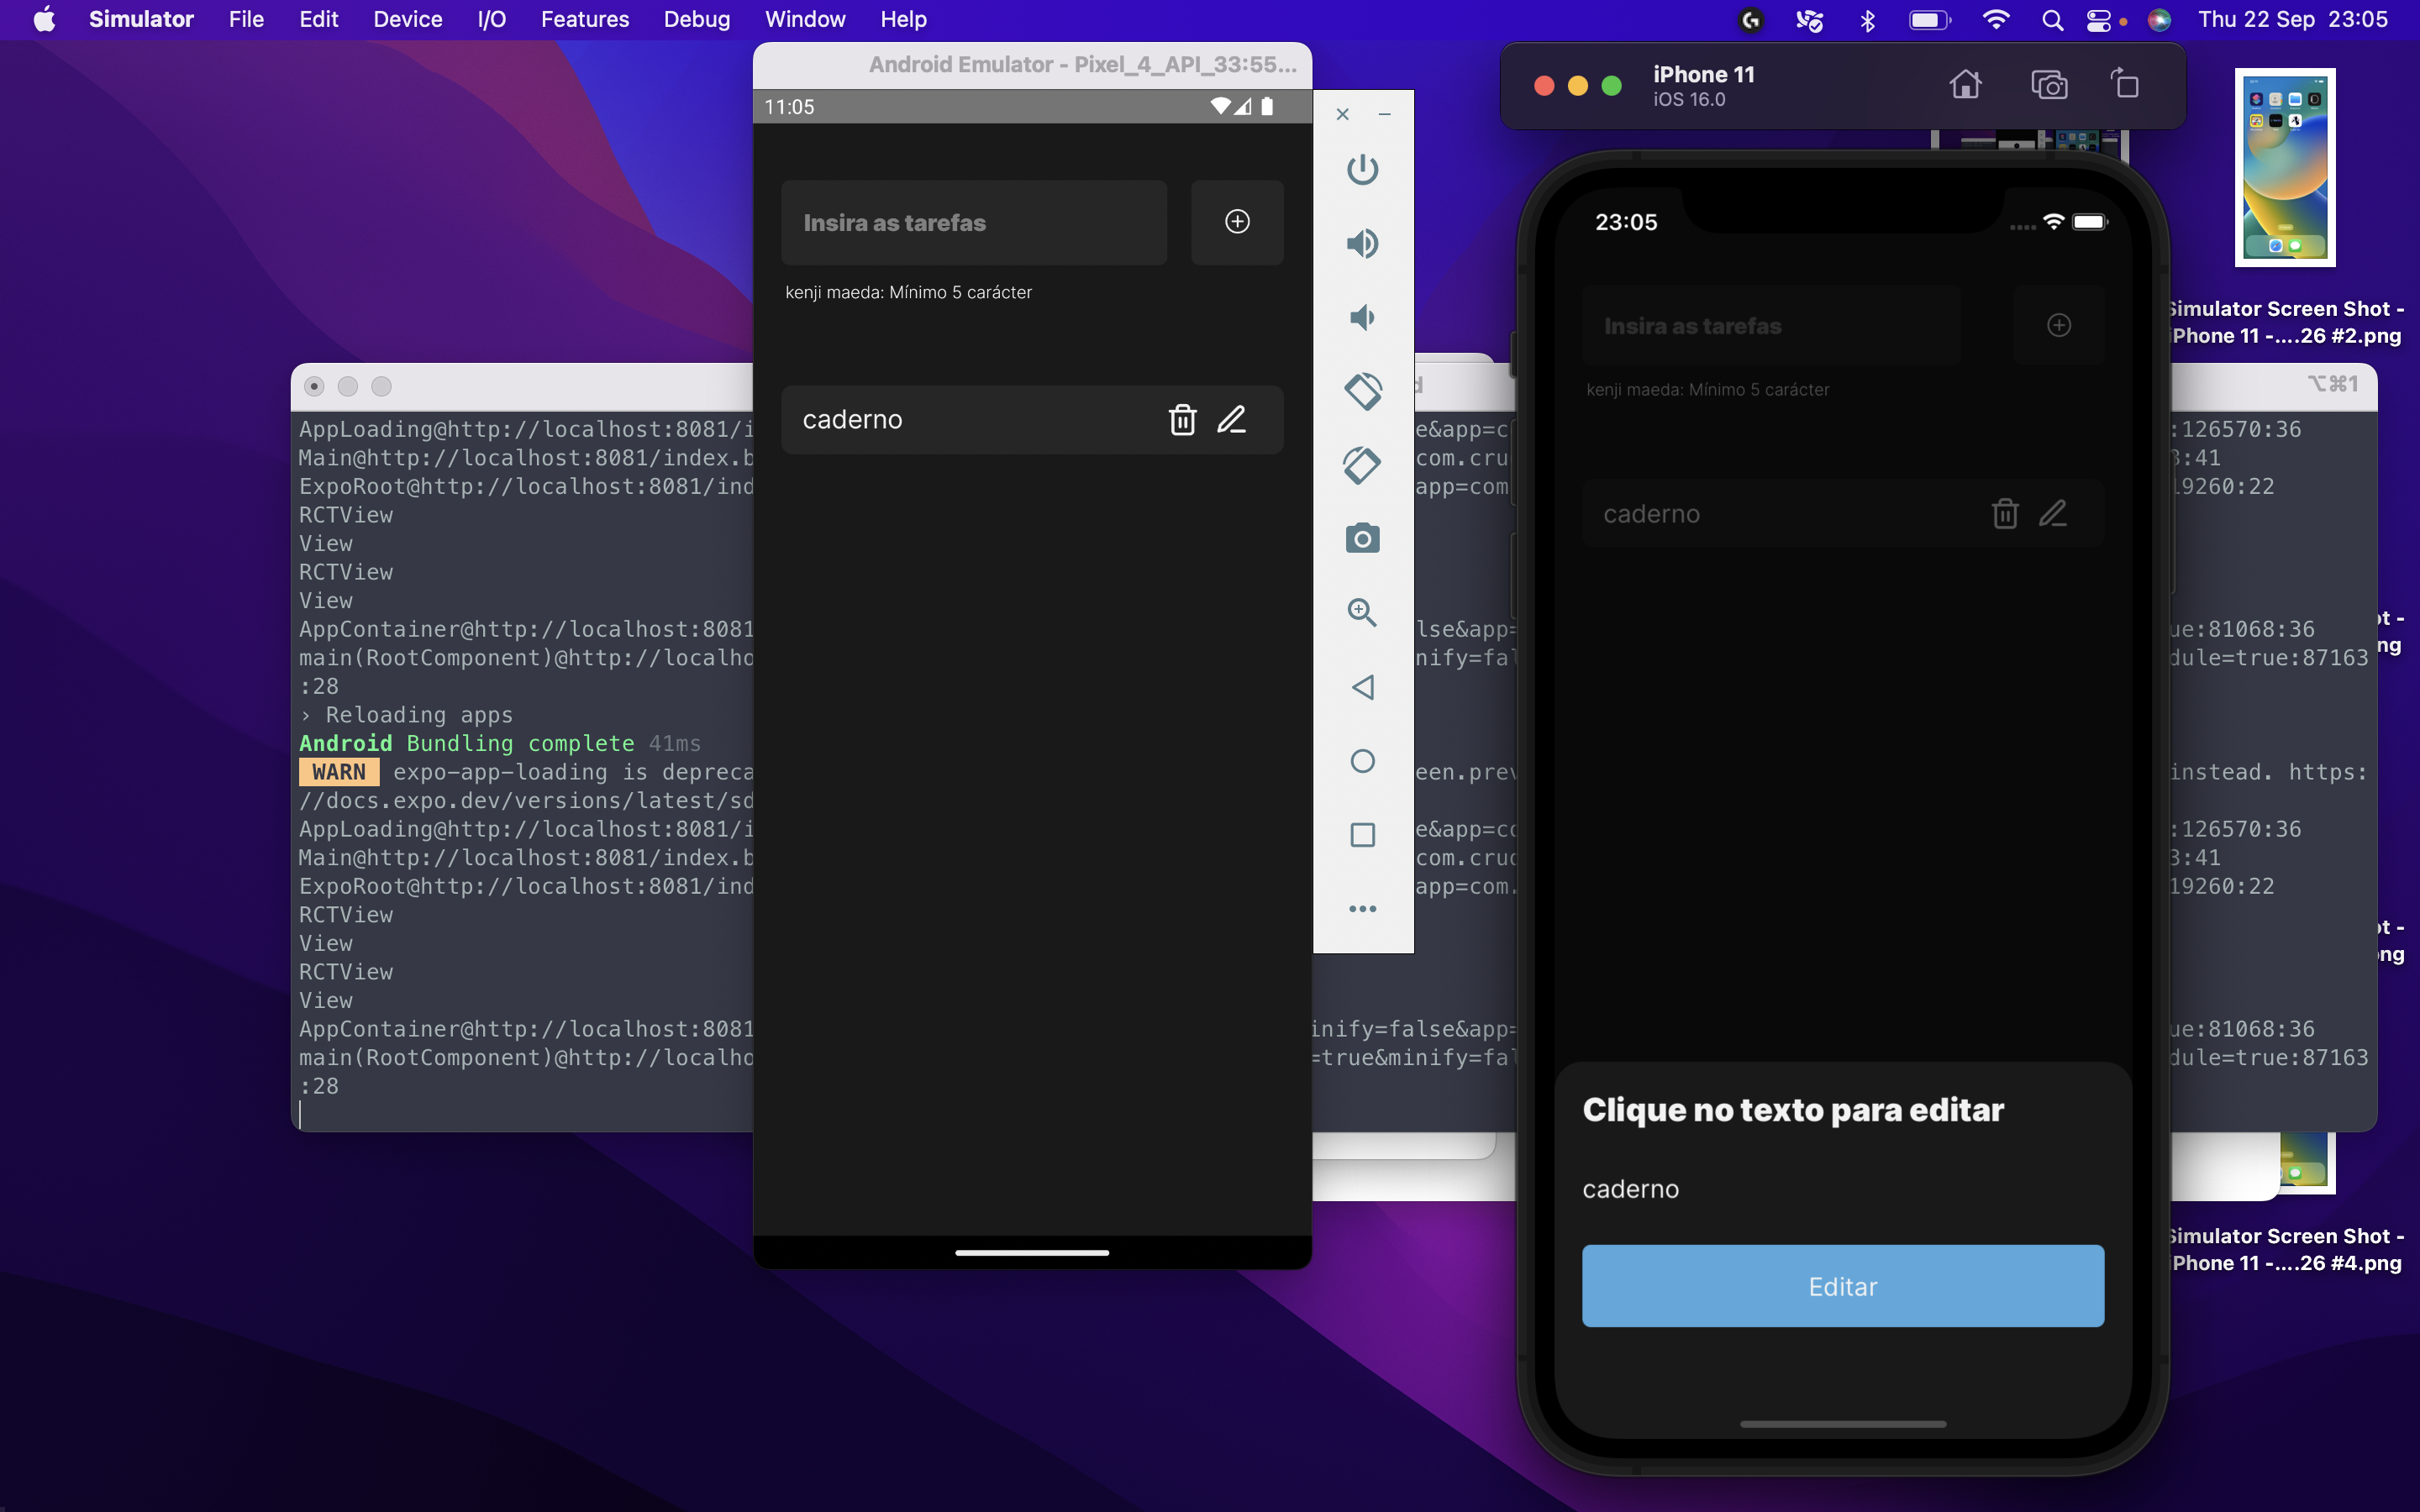 Simulator File Edit Device I/O Features Debug Window Help
Thu 22 Sep 23:05
Android Emulator - Pixel_4_API_33:55...
11:05
Insira as tarefas
kenji maeda: Mínimo 5 carácter
caderno
iPhone 11
iOS 16.0
23:05
Insira as tarefas
kenji maeda: Mínimo 5 carácter
caderno
Clique no texto para editar
caderno
Editar
Simulator Screen Shot -
iPhone 11 -....26 #2.png
ot -
ng
ot -
ng
Simulator Screen Shot -
iPhone 11 -....26 #4.png
⌥⌘1
AppLoading@http://localhost:8081/i e&app=c :126570:36
Main@http://localhost:8081/index.b com.cru 3:41
ExpoRoot@http://localhost:8081/ind app=com 19260:22
RCTView
View
RCTView
View
AppContainer@http://localhost:8081 lse&app= ue:81068:36
main(RootComponent)@http://localho nify=fal dule=true:87163
:28
› Reloading apps
Android Bundling complete 41ms
WARN expo-app-loading is depreca een.prev instead. https:
//docs.expo.dev/versions/latest/sd
AppLoading@http://localhost:8081/i e&app=co :126570:36
Main@http://localhost:8081/index.b com.cruc 3:41
ExpoRoot@http://localhost:8081/ind app=com. 19260:22
RCTView
View
RCTView
View
AppContainer@http://localhost:8081 inify=false&app= ue:81068:36
main(RootComponent)@http://localho =true&minify=fal dule=true:87163
:28